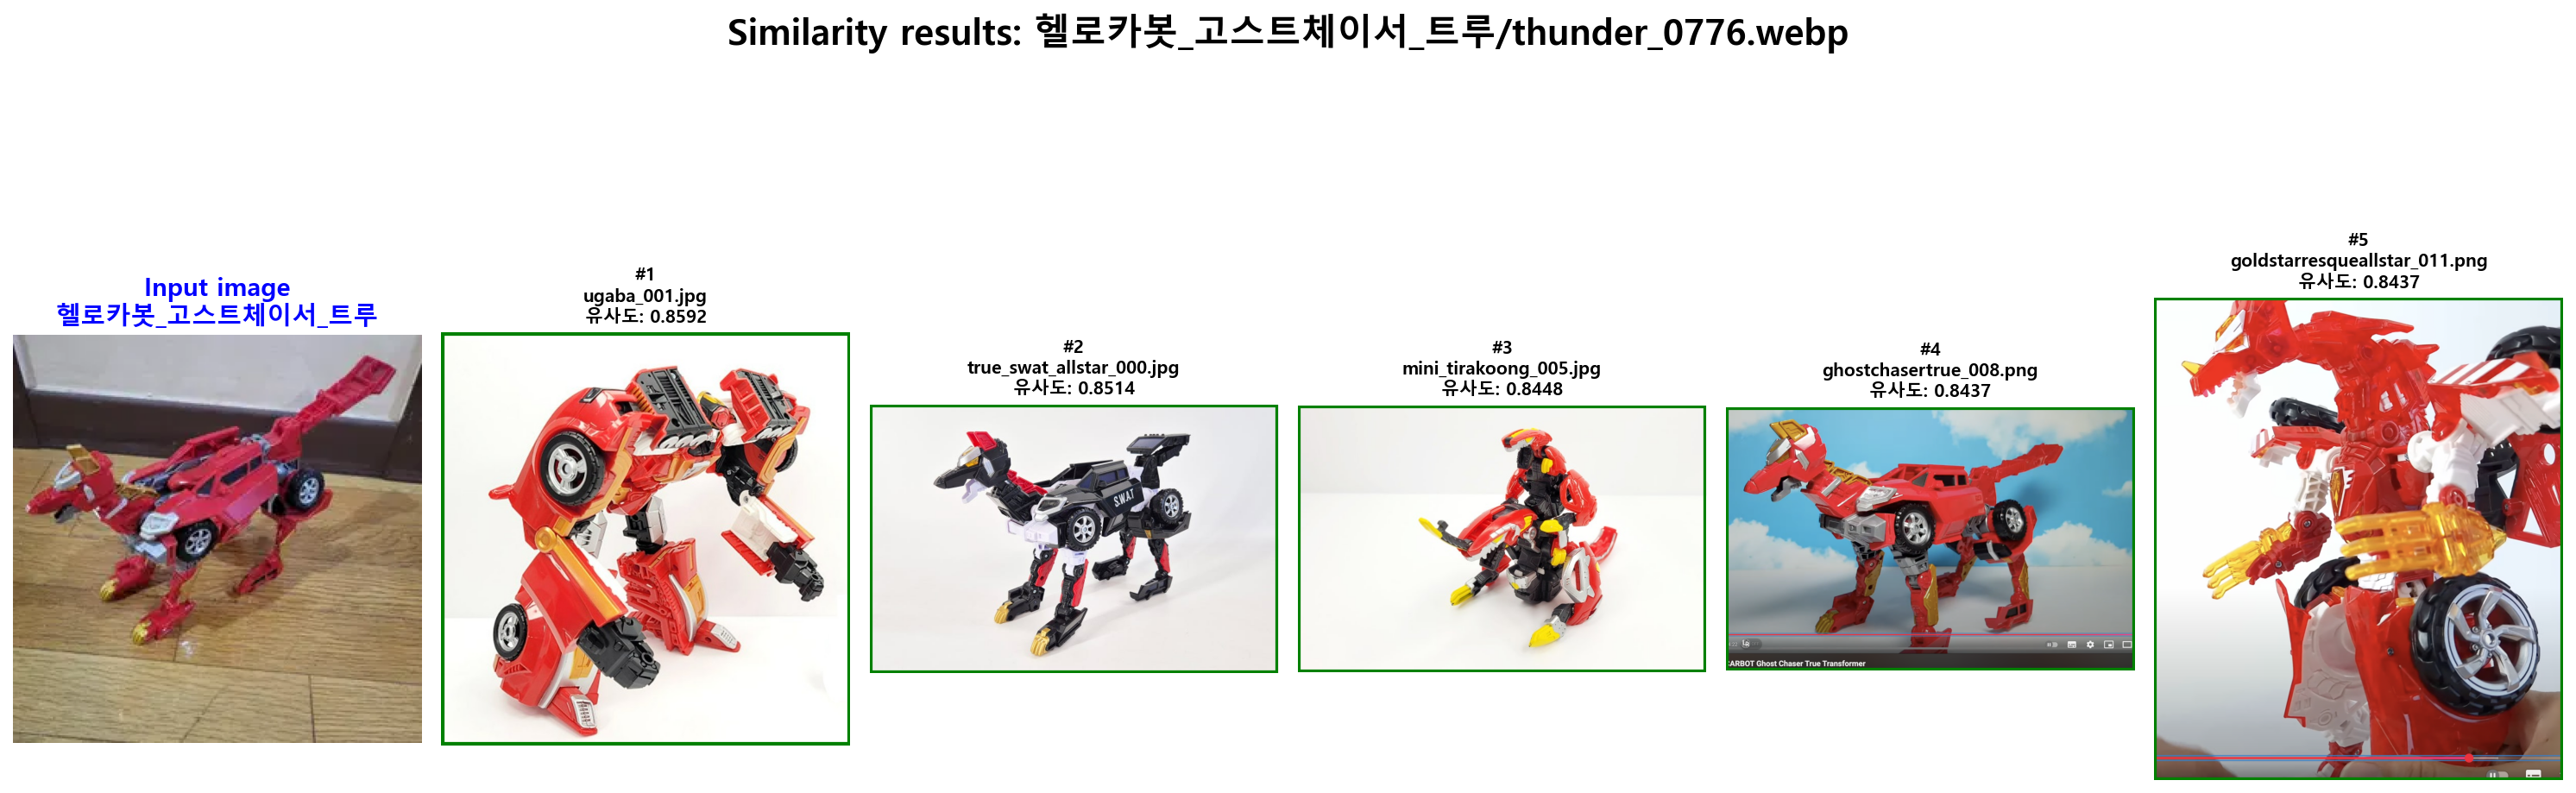 Similarity results: 헬로카봇_고스트체이서_트루/thunder_0776.webp
Input image
헬로카봇_고스트체이서_트루
#1
ugaba_001.jpg
유사도: 0.8592
#2
true_swat_allstar_000.jpg
유사도: 0.8514
S.W.A.T
#3
mini_tirakoong_005.jpg
유사도: 0.8448
#4
ghostchasertrue_008.png
유사도: 0.8437
CARBOT Ghost Chaser True Transformer
#5
goldstarresqueallstar_011.png
유사도: 0.8437